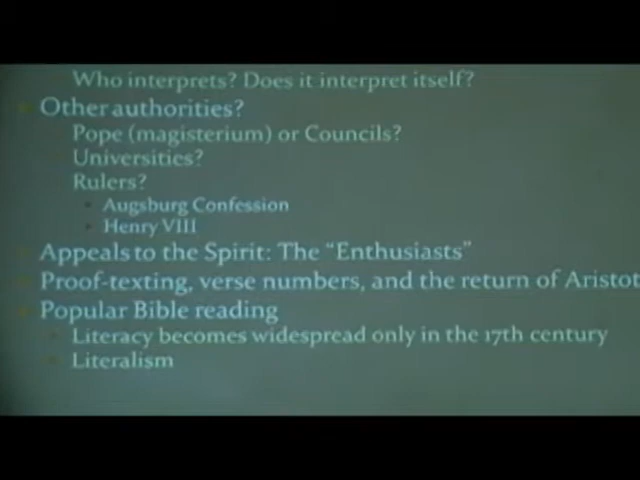 Who interprets? Does it interpret itself?
Other authorities?
Pope (magisterium) or Councils?
Universities?
Rulers?
Augsburg Confession
Henry VIII
Appeals to the Spirit: The "Enthusiasts"
Proof-texting, verse numbers, and the return of Aristot
Popular Bible reading
Literacy becomes widespread only in the 17th century
Literalism